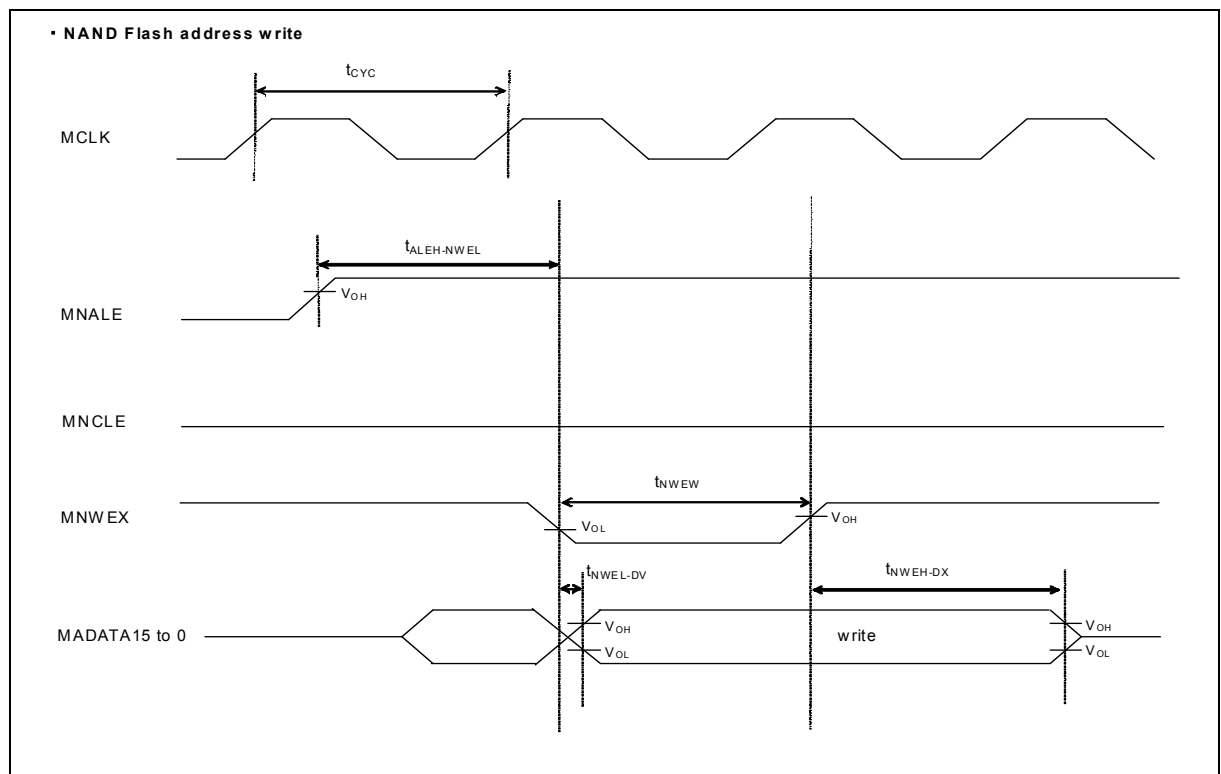 ▪ NAND Flash address write
tCYC
MCLK
tALEH-NWEL
VOH
MNALE
MNCLE
tNWEW
MNWEX
VOL
VOH
tNWEL-DV
tNWEH-DX
MADATA15 to 0
VOH
VOL
write
VOH
VOL